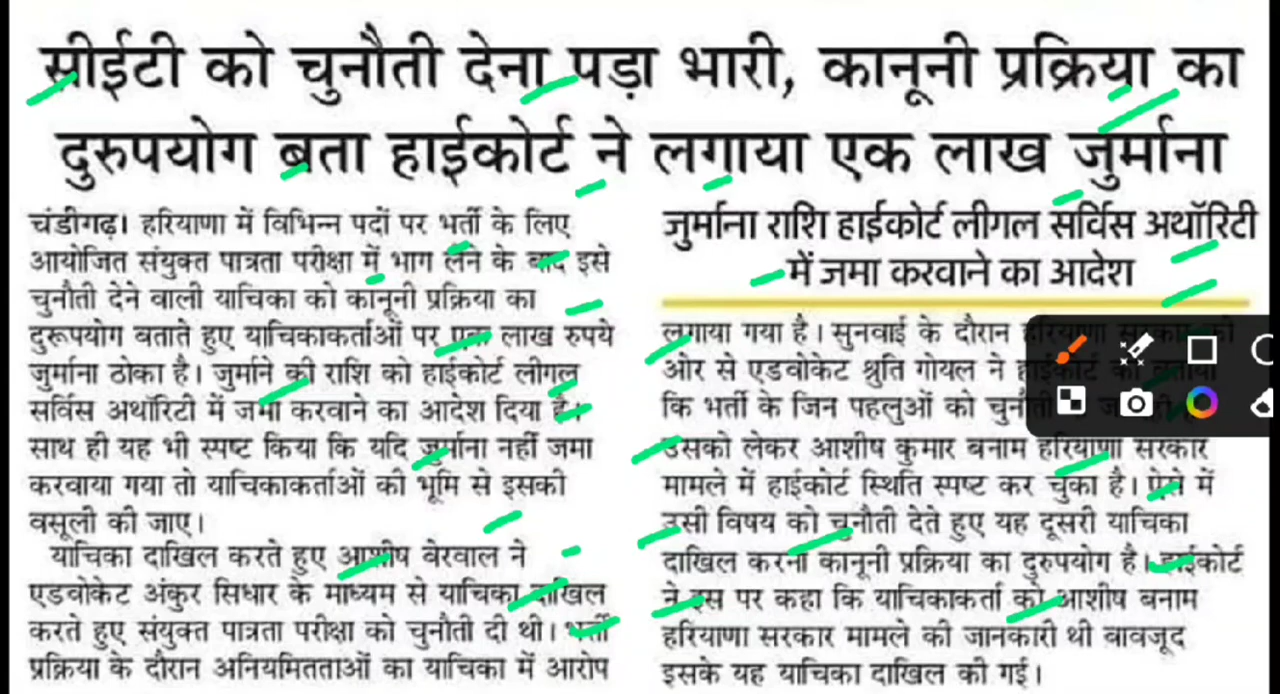 सीईटी को चुनौती देना पड़ा भारी, कानूनी प्रक्रिया का
दुरुपयोग बता हाईकोर्ट ने लगाया एक लाख जुर्माना
चंडीगढ़। हरियाणा में विभिन्न पदों पर भर्ती के लिए
आयोजित संयुक्त पात्रता परीक्षा में भाग लेने के बाद इसे
चुनौती देने वाली याचिका को कानूनी प्रक्रिया का
दुरूपयोग बताते हुए याचिकाकर्ताओं पर एक लाख रुपये
जुर्माना ठोका है। जुर्माने की राशि को हाईकोर्ट लीगल
सर्विस अथॉरिटी में जमा करवाने का आदेश दिया है।
साथ ही यह भी स्पष्ट किया कि यदि जुर्माना नहीं जमा
करवाया गया तो याचिकाकर्ताओं की भूमि से इसकी
वसूली की जाए।
याचिका दाखिल करते हुए आशीष बेरवाल ने
एडवोकेट अंकुर सिधार के माध्यम से याचिका दाखिल
करते हुए संयुक्त पात्रता परीक्षा को चुनौती दी थी। भर्ती
प्रक्रिया के दौरान अनियमितताओं का याचिका में आरोप
जुर्माना राशि हाईकोर्ट लीगल सर्विस अथॉरिटी
में जमा करवाने का आदेश
लगाया गया है। सुनवाई के दौरान हरियाणा सरकार की
ओर से एडवोकेट श्रुति गोयल ने हाईकोर्ट को बताया
कि भर्ती के जिन पहलुओं को
उसको लेकर आशीष कुमार बनाम हरियाणा सरकार
मामले में हाईकोर्ट स्थिति स्पष्ट कर चुका है। ऐसे में
उसी विषय को चुनौती देते हुए यह दूसरी याचिका
दाखिल करना कानूनी प्रक्रिया का दुरुपयोग है। हाईकोर्ट
ने इस पर कहा कि याचिकाकर्ता को आशीष बनाम
हरियाणा सरकार मामले की जानकारी थी बावजूद
इसके यह याचिका दाखिल की गई।